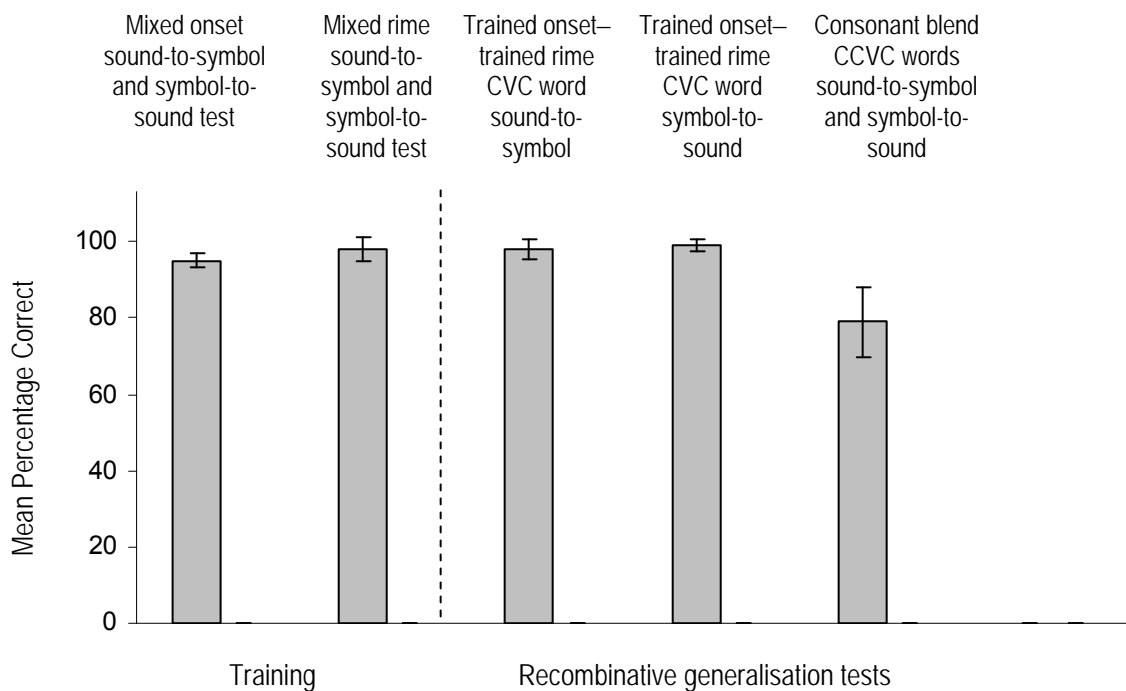 Mixed onset
sound-to-symbol
and symbol-to-
sound test
Mixed rime
sound-to-
symbol and
symbol-to-
sound test
Trained onset–
trained rime
CVC word
sound-to-
symbol
Trained onset–
trained rime
CVC word
symbol-to-
sound
Consonant blend
CCVC words
sound-to-symbol
and symbol-to-
sound
Mean Percentage Correct
100
80
60
40
20
0
Training
Recombinative generalisation tests